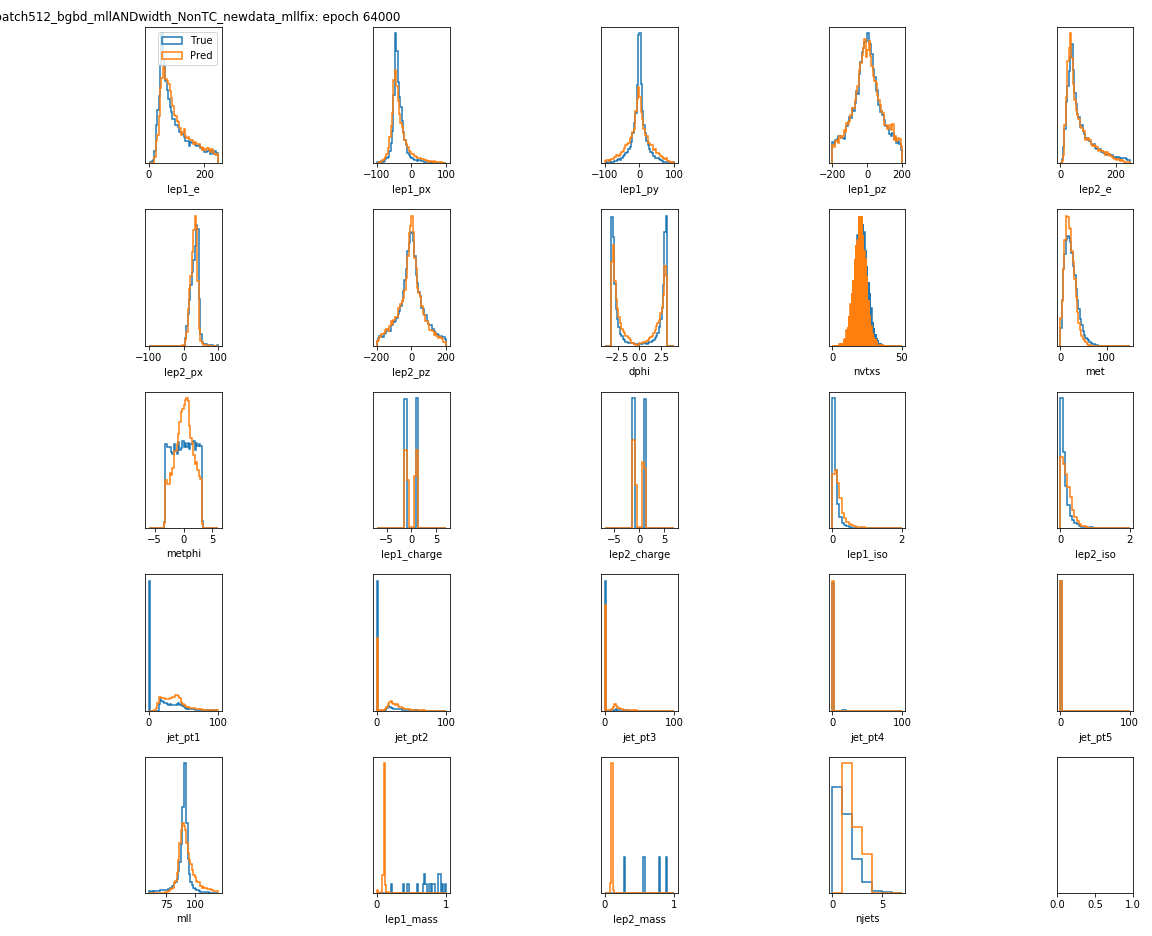 batch512_bgbd_mllANDwidth_NonTC_newdata_mllfix: epoch 64000
True
Pred
0 200
lep1_e
−100 0 100
lep1_px
−100 0 100
lep1_py
−200 0 200
lep1_pz
0 200
lep2_e
−100 0 100
lep2_px
−200 0 200
lep2_pz
−2.5 0.0 2.5
dphi
0 50
nvtxs
0 100
met
−5 0 5
metphi
−5 0 5
lep1_charge
−5 0 5
lep2_charge
0 2
lep1_iso
0 2
lep2_iso
0 100
jet_pt1
0 100
jet_pt2
0 100
jet_pt3
0 100
jet_pt4
0 100
jet_pt5
75 100
mll
0 1
lep1_mass
0 1
lep2_mass
0 5
njets
0.0 0.5 1.0